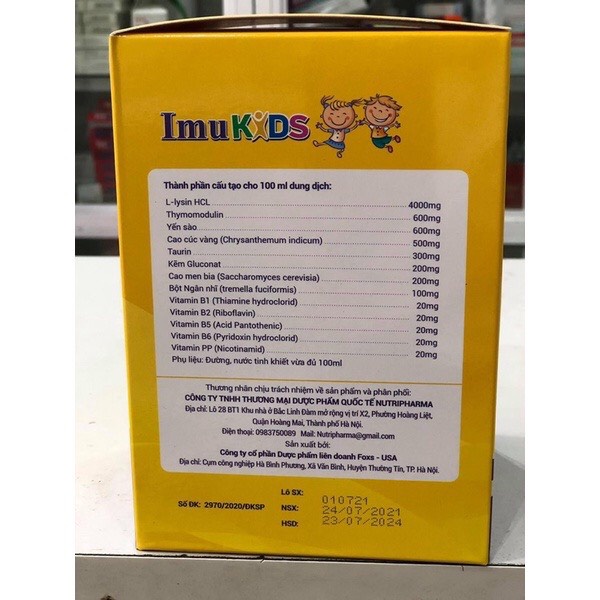 ImuKIDS
Thành phần cấu tạo cho 100 ml dung dịch:
L-lysin HCL 4000mg
Thymomodulin 600mg
Yến sào 600mg
Cao cúc vàng (Chrysanthemum indicum) 500mg
Taurin 300mg
Kẽm Gluconat 200mg
Cao men bia (Saccharomyces cerevisia) 200mg
Bột Ngân nhĩ (tremella fuciformis) 100mg
Vitamin B1 (Thiamine hydroclorid) 20mg
Vitamin B2 (Riboflavin) 20mg
Vitamin B5 (Acid Pantothenic) 20mg
Vitamin B6 (Pyridoxin hydroclorid) 20mg
Vitamin PP (Nicotinamid) 20mg
Phụ liệu: Đường, nước tinh khiết vừa đủ 100ml
Thương nhân chịu trách nhiệm về sản phẩm và phân phối:
CÔNG TY TNHH THƯƠNG MẠI DƯỢC PHẨM QUỐC TẾ NUTRIPHARMA
Địa chỉ: Lô 28 BT1 Khu nhà ở Bắc Linh Đàm mở rộng vị trí X2, Phường Hoàng Liệt,
Quận Hoàng Mai, Thành phố Hà Nội.
Điện thoại: 0983750089 Mail: Nutripharma@gmail.com
Sản xuất bởi:
Công ty cổ phần Dược phẩm liên doanh Foxs - USA
Địa chỉ: Cụm công nghiệp Hà Bình Phương, Xã Văn Bình, Huyện Thường Tín, TP. Hà Nội.
Số ĐK: 2970/2020/ĐKSP
Lô SX: 010721
NSX: 24/07/2021
HSD: 23/07/2024